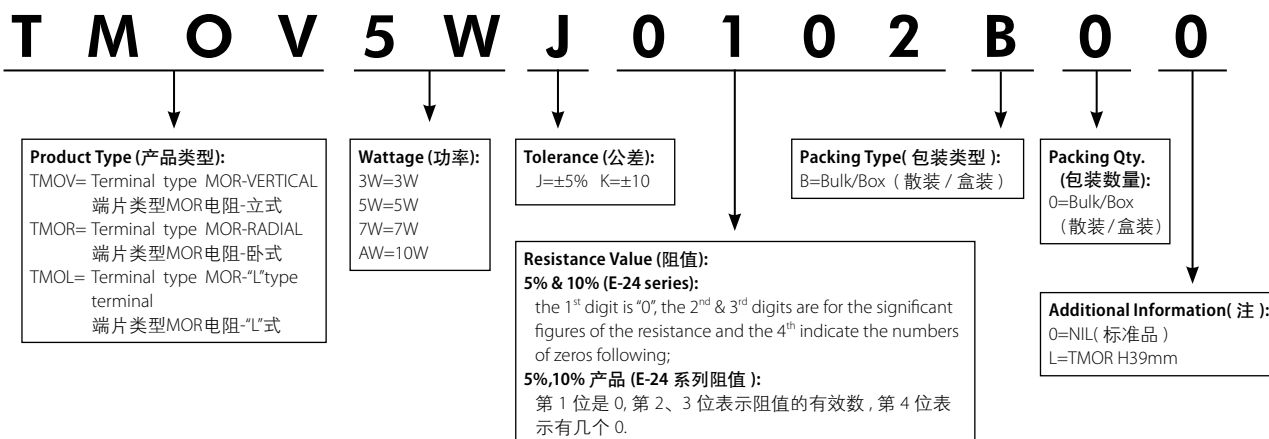 TMOV5WJ0102B00
Product Type (产品类型):
TMOV= Terminal type MOR-VERTICAL
端片类型MOR电阻-立式
TMOR= Terminal type MOR-RADIAL
端片类型MOR电阻-卧式
TMOL= Terminal type MOR-“L”type
terminal
端片类型MOR电阻-“L”式
Wattage (功率):
3W=3W
5W=5W
7W=7W
AW=10W
Tolerance (公差):
J=±5% K=±10
Resistance Value (阻值):
5% & 10% (E-24 series):
the 1st digit is “0”, the 2nd & 3rd digits are for the significant
figures of the resistance and the 4th indicate the numbers
of zeros following;
5%,10% 产品 (E-24 系列阻值 ):
第 1 位是 0, 第 2、3 位表示阻值的有效数 , 第 4 位表
示有几个 0.
Packing Type( 包装类型 ):
B=Bulk/Box ( 散装 / 盒装 )
Packing Qty.
(包装数量):
0=Bulk/Box
(散装/盒装)
Additional Information( 注 ):
0=NIL( 标准品 )
L=TMOR H39mm